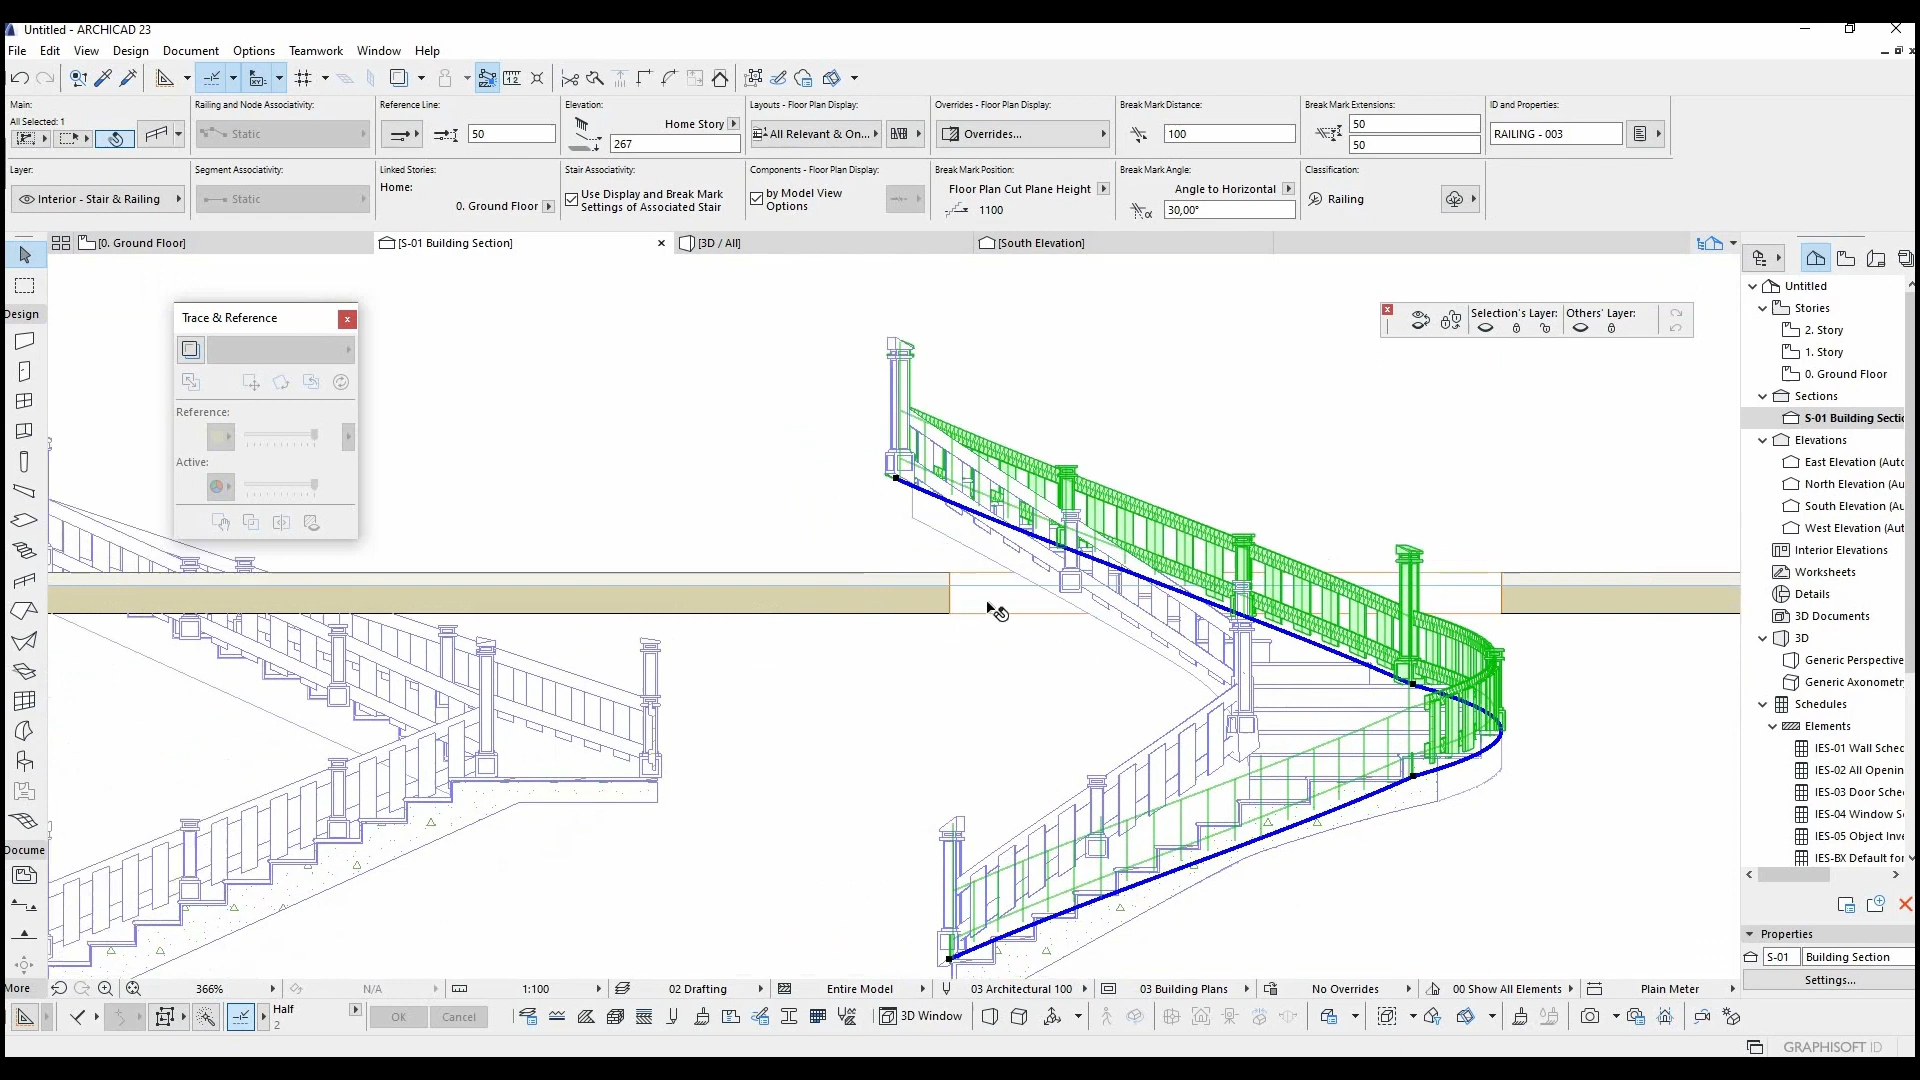 Untitled - ARCHICAD 23
File Edit View Design Document Options Teamwork Window Help
Main:
All Selected: 1
Railing and Node Associativity:
Static
Reference Line:
50
Elevation:
Home Story
267
Layouts - Floor Plan Display:
All Relevant & On...
Overrides - Floor Plan Display:
Overrides...
Break Mark Distance:
100
Break Mark Extensions:
50
50
ID and Properties:
RAILING - 003
Layer:
Interior - Stair & Railing
Segment Associativity:
Static
Linked Stories:
Home:
0. Ground Floor
Stair Associativity:
Use Display and Break Mark
Settings of Associated Stair
Components - Floor Plan Display:
by Model View
Options
Break Mark Position:
Floor Plan Cut Plane Height
1100
Break Mark Angle:
Angle to Horizontal
30,00°
Classification:
Railing
[0. Ground Floor]
[S-01 Building Section]
[3D / All]
[South Elevation]
Design
Trace & Reference
Reference:
Active:
Selection's Layer: Others' Layer:
Untitled
Stories
2. Story
1. Story
0. Ground Floor
Sections
S-01 Building Sectio
Elevations
East Elevation (Auto
North Elevation (Au
South Elevation (Au
West Elevation (Aut
Interior Elevations
Worksheets
Details
3D Documents
3D
Generic Perspective
Generic Axonometr
Schedules
Elements
IES-01 Wall Sched
IES-02 All Opening
IES-03 Door Sched
IES-04 Window S
IES-05 Object Inve
IES-BX Default for
Docume
More
Properties
S-01 Building Section
Settings...
366%
N/A
1:100
02 Drafting
Entire Model
03 Architectural 100
03 Building Plans
No Overrides
00 Show All Elements
Plain Meter
Half
2
OK
Cancel
3D Window
GRAPHISOFT ID